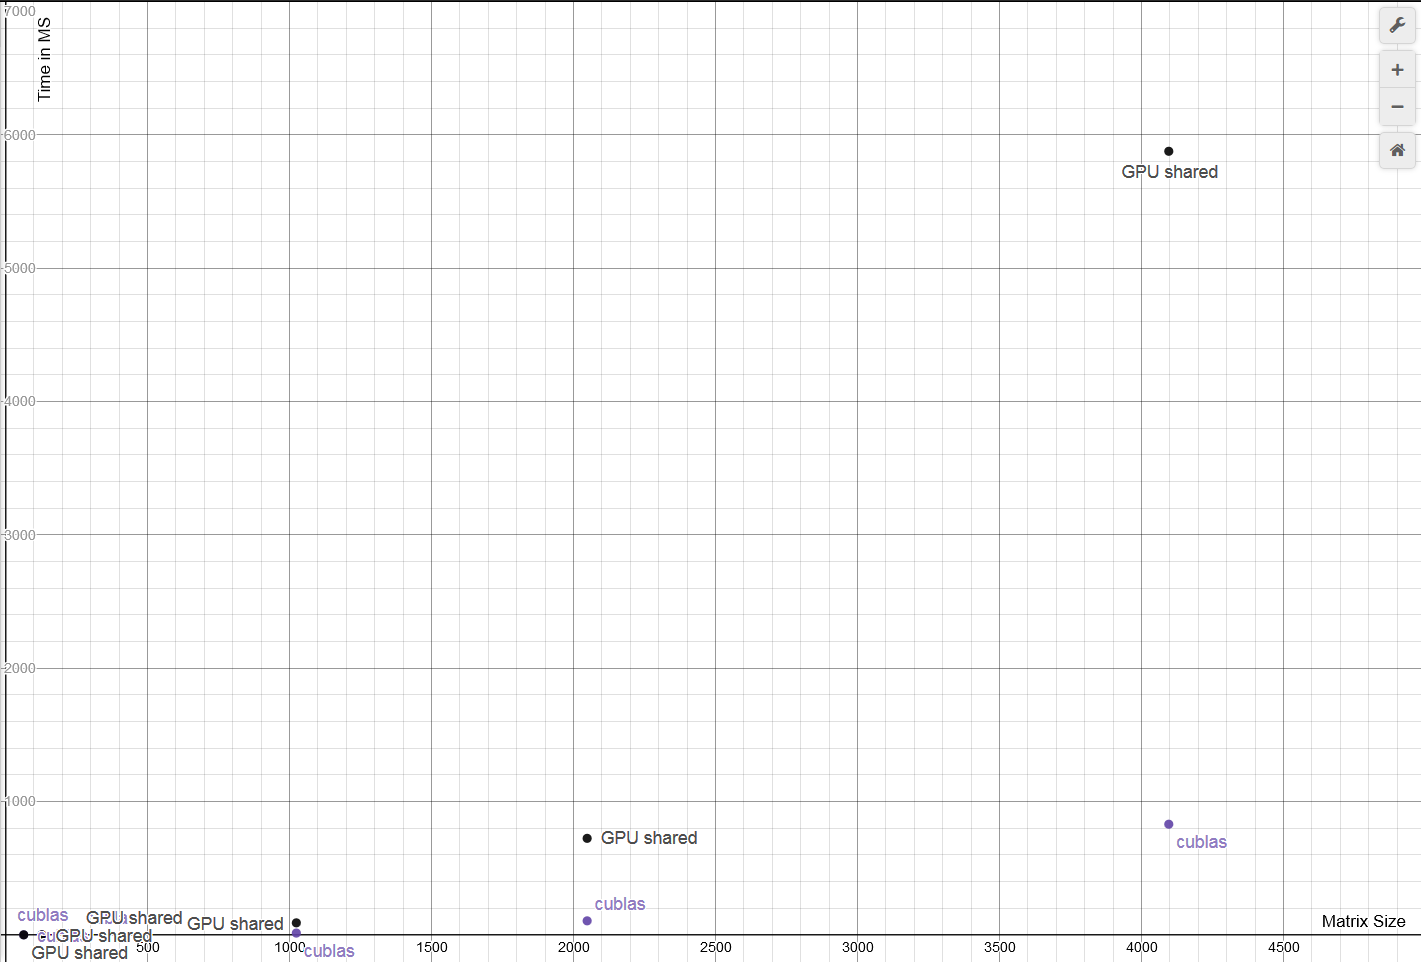 7000
Time in MS
6000
GPU shared
5000
4000
3000
2000
1000
GPU shared
cublas
cublas
cublas
GPU shared
GPU shared
Matrix Size
GPU shared
500
1000
1500
2000
2500
3000
3500
4000
4500
GPU shared
cublas